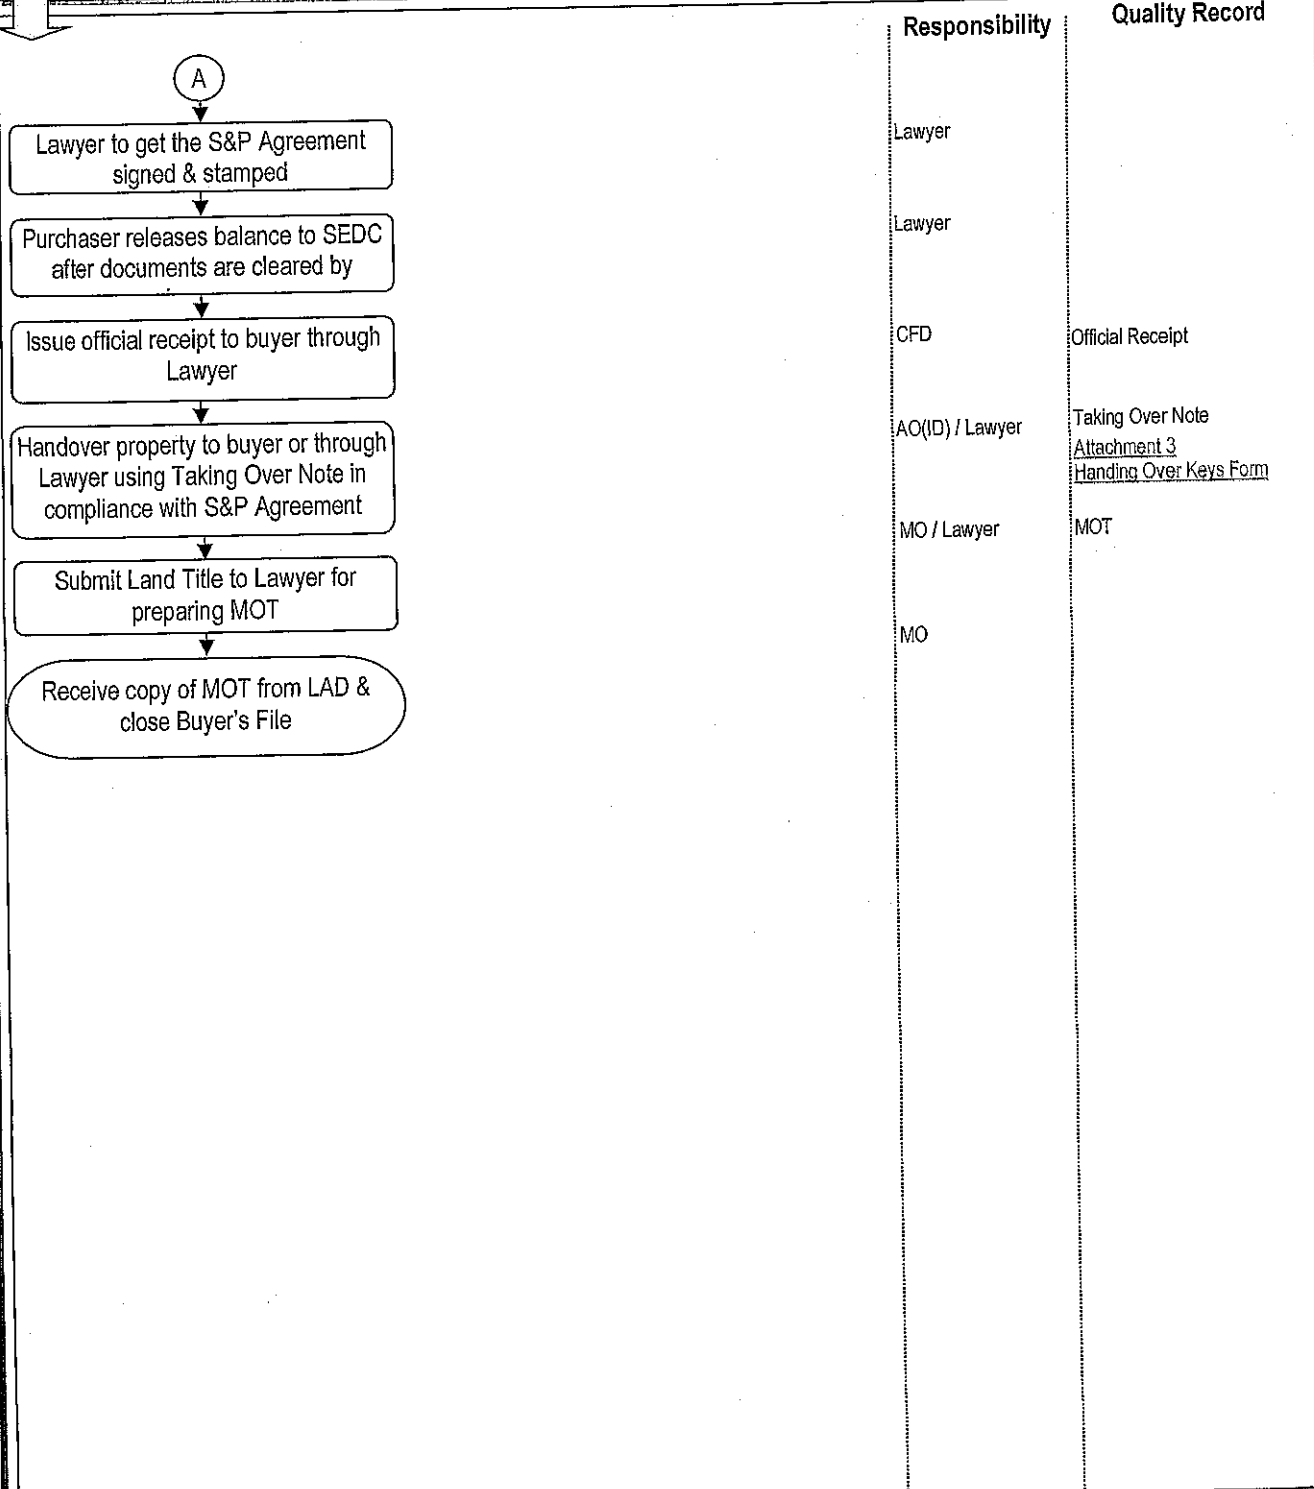 Responsibility
Quality Record
A
Lawyer to get the S&P Agreement
signed & stamped
Lawyer
Purchaser releases balance to SEDC
after documents are cleared by
Lawyer
Issue official receipt to buyer through
Lawyer
CFD
Official Receipt
Handover property to buyer or through
Lawyer using Taking Over Note in
compliance with S&P Agreement
AO(ID) / Lawyer
Taking Over Note
Attachment 3
Handing Over Keys Form
Submit Land Title to Lawyer for
preparing MOT
MO / Lawyer
MOT
Receive copy of MOT from LAD &
close Buyer's File
MO